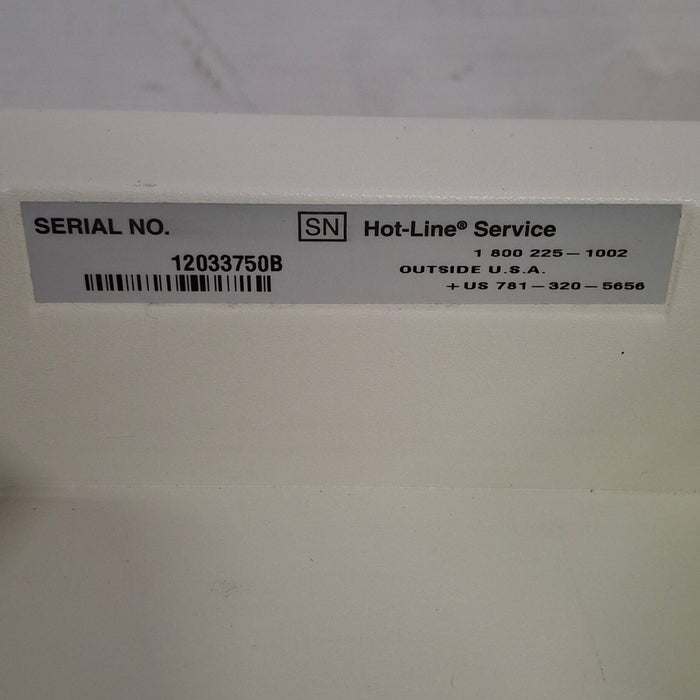 SERIAL NO.
12033750B
SN Hot-Line® Service
1 800 225-1002
OUTSIDE U.S.A.
+US 781-320-5656